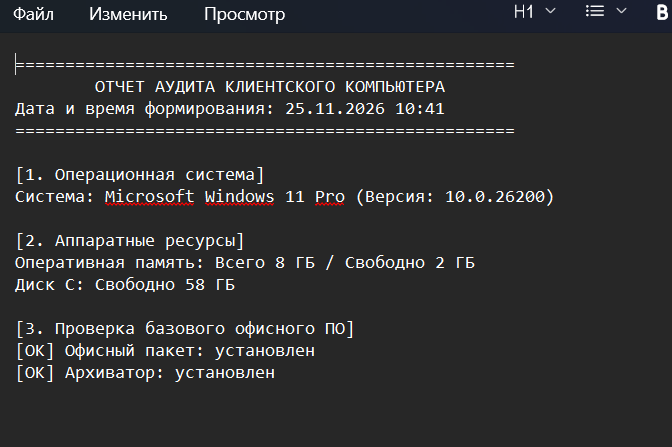 Файл Изменить Просмотр H1 B
==================================================
        ОТЧЕТ АУДИТА КЛИЕНТСКОГО КОМПЬЮТЕРА
Дата и время формирования: 25.11.2026 10:41
==================================================
[1. Операционная система]
Система: Microsoft Windows 11 Pro (Версия: 10.0.26200)
[2. Аппаратные ресурсы]
Оперативная память: Всего 8 ГБ / Свободно 2 ГБ
Диск C: Свободно 58 ГБ
[3. Проверка базового офисного ПО]
[OK] Офисный пакет: установлен
[OK] Архиватор: установлен